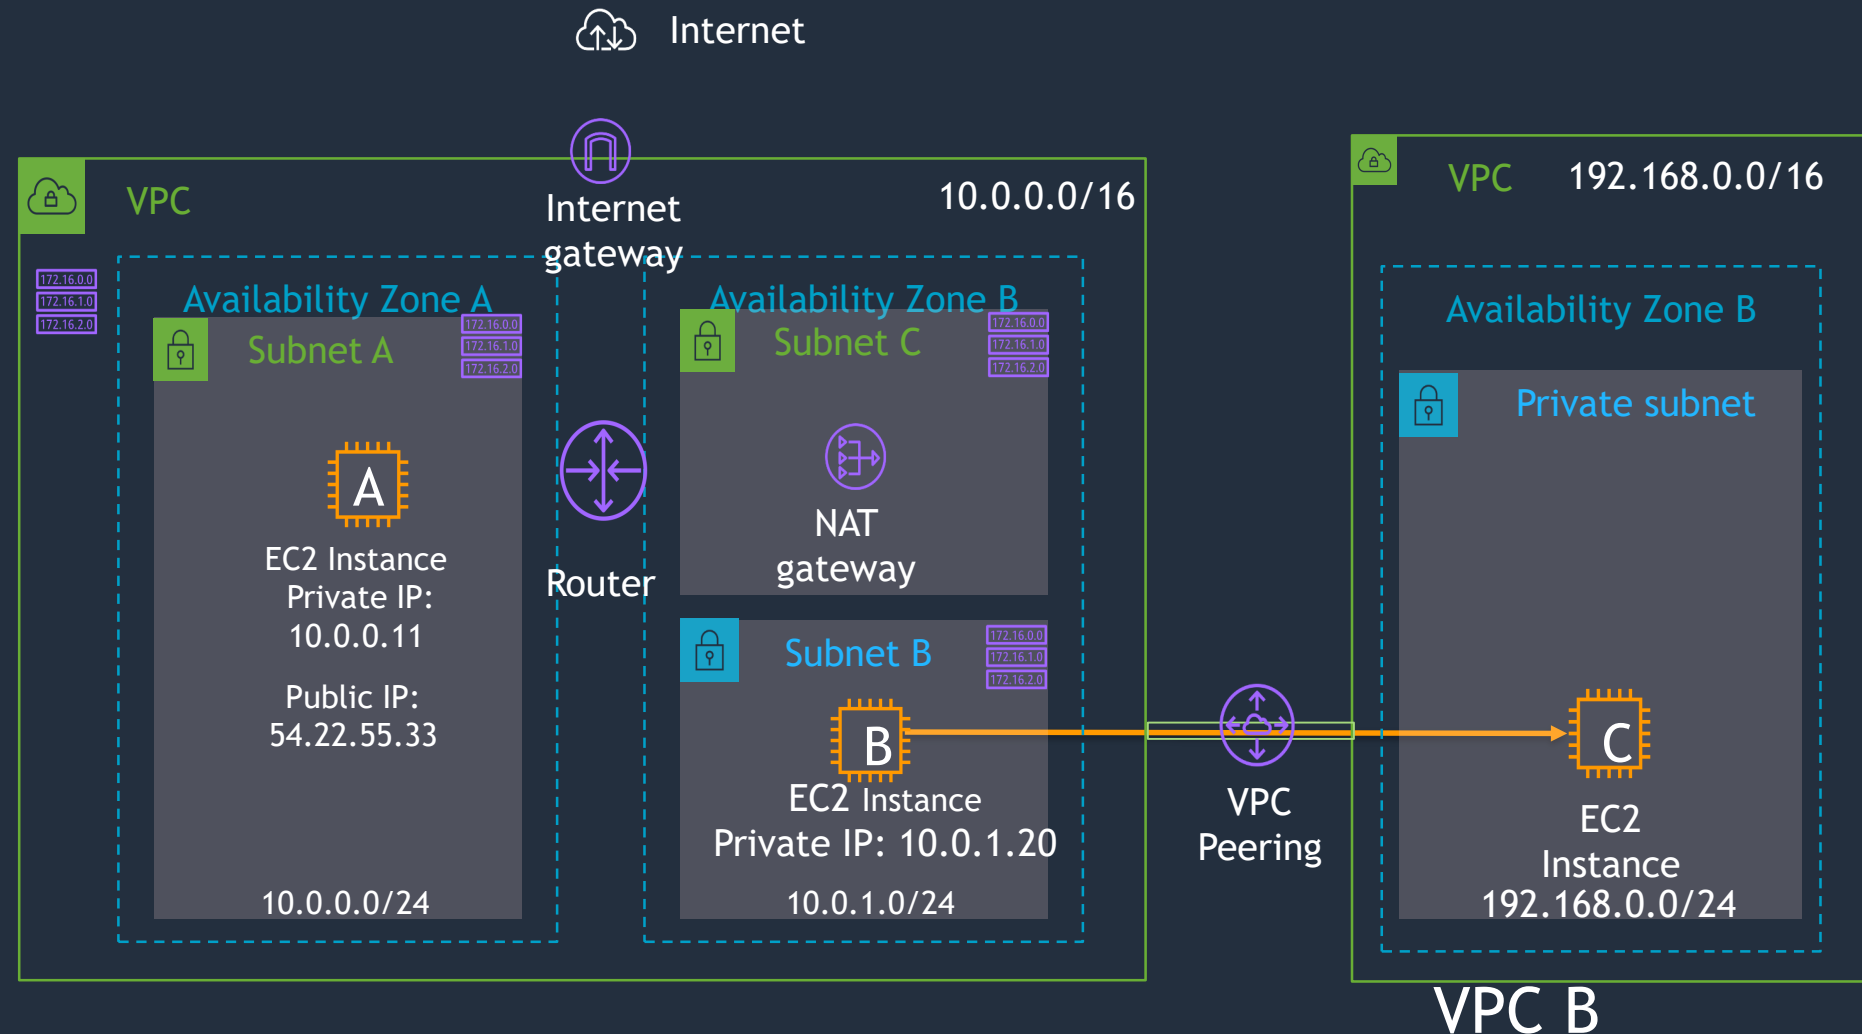 Internet
VPC
Internet
gateway
10.0.0.0/16
172.16.0.0
172.16.1.0
172.16.2.0
Availability Zone A
Subnet A
172.16.0.0
172.16.1.0
172.16.2.0
A
EC2 Instance
Private IP:
10.0.0.11
Public IP:
54.22.55.33
10.0.0.0/24
Router
Availability Zone B
Subnet C
172.16.0.0
172.16.1.0
172.16.2.0
NAT
gateway
Subnet B
172.16.0.0
172.16.1.0
172.16.2.0
B
EC2 Instance
Private IP: 10.0.1.20
10.0.1.0/24
VPC
Peering
VPC 192.168.0.0/16
Availability Zone B
Private subnet
C
EC2
Instance
192.168.0.0/24
VPC B